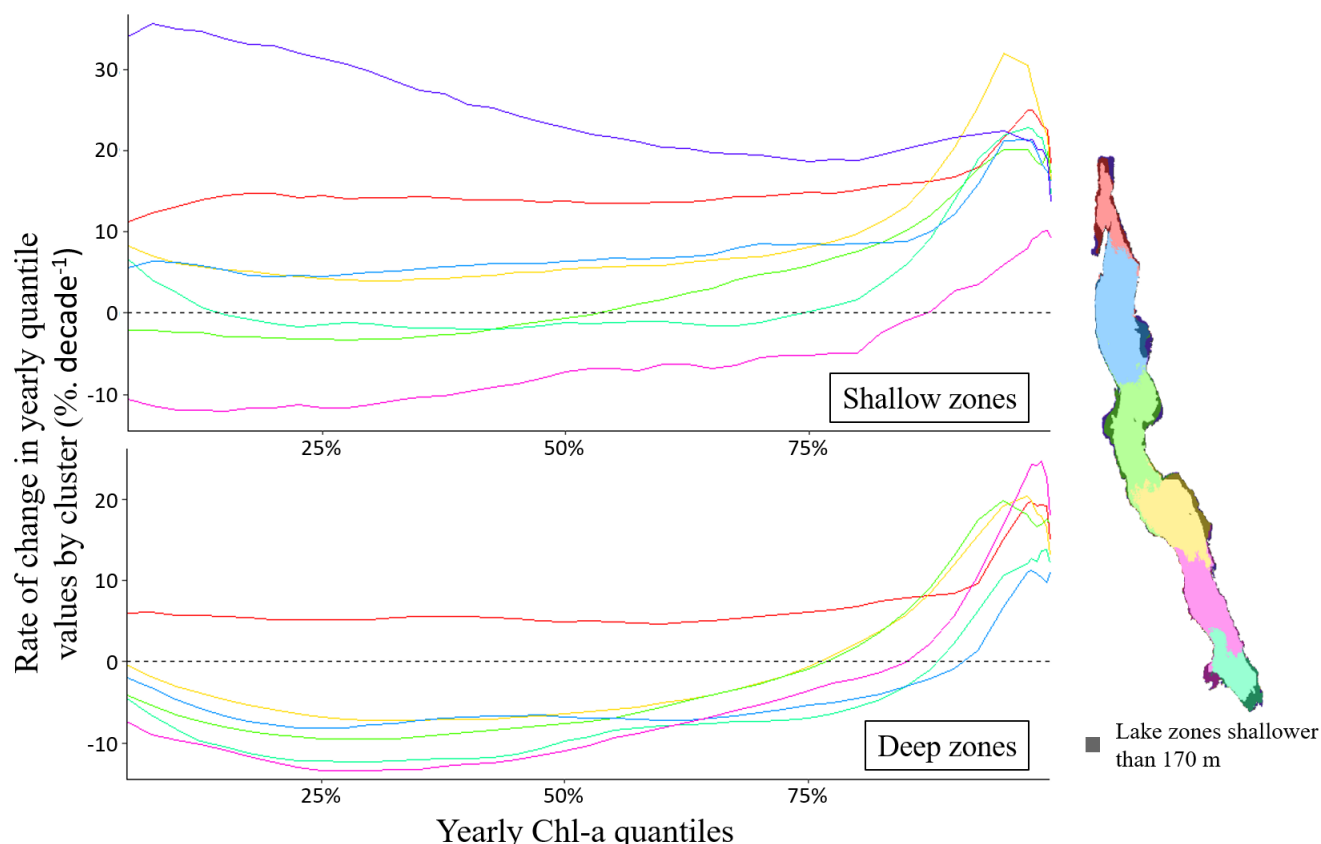 Rate of change in yearly quantile
values by cluster (%. decade⁻¹)
30
20
10
0
-10
Shallow zones
25%
50%
75%
20
10
0
-10
Deep zones
25%
50%
75%
Yearly Chl-a quantiles
Lake zones shallower
than 170 m